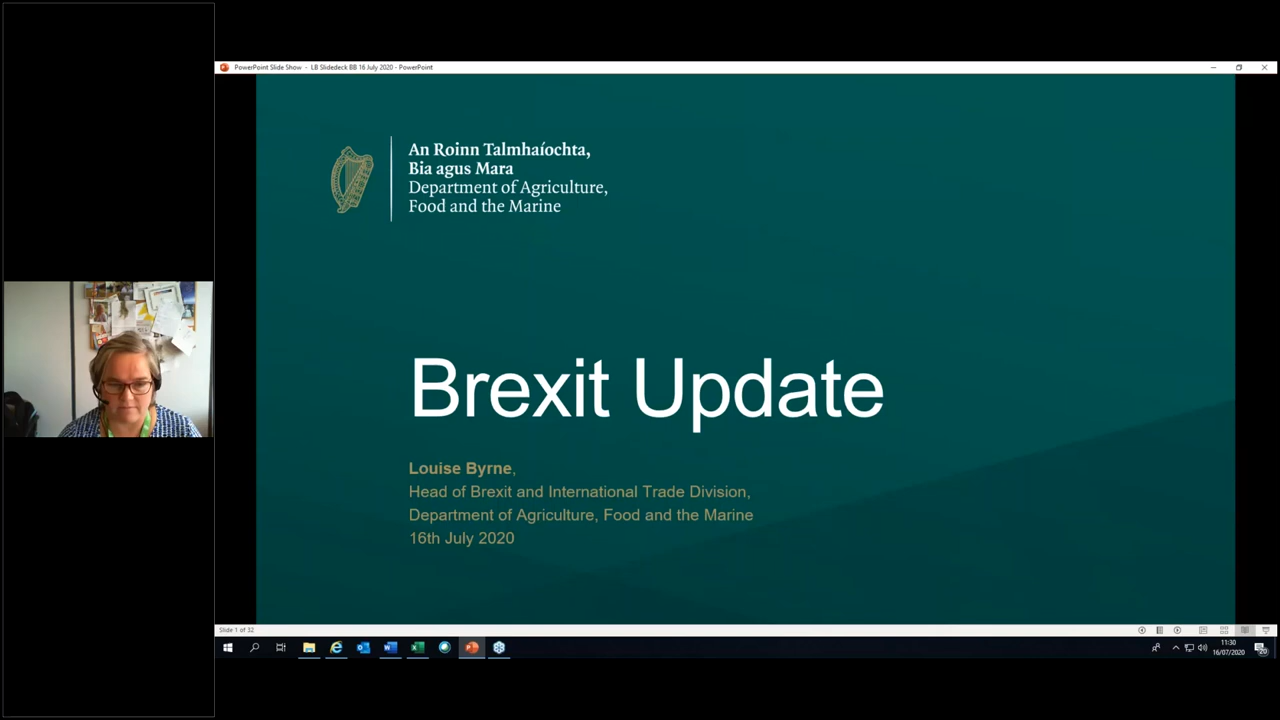 PowerPoint Slide Show - LB Slidedeck BB 16 July 2020 - PowerPoint
An Roinn Talmhaíochta,
Bia agus Mara
Department of Agriculture,
Food and the Marine
Brexit Update
Louise Byrne,
Head of Brexit and International Trade Division,
Department of Agriculture, Food and the Marine
16th July 2020
Slide 1 of 32
11:30
16/07/2020
20